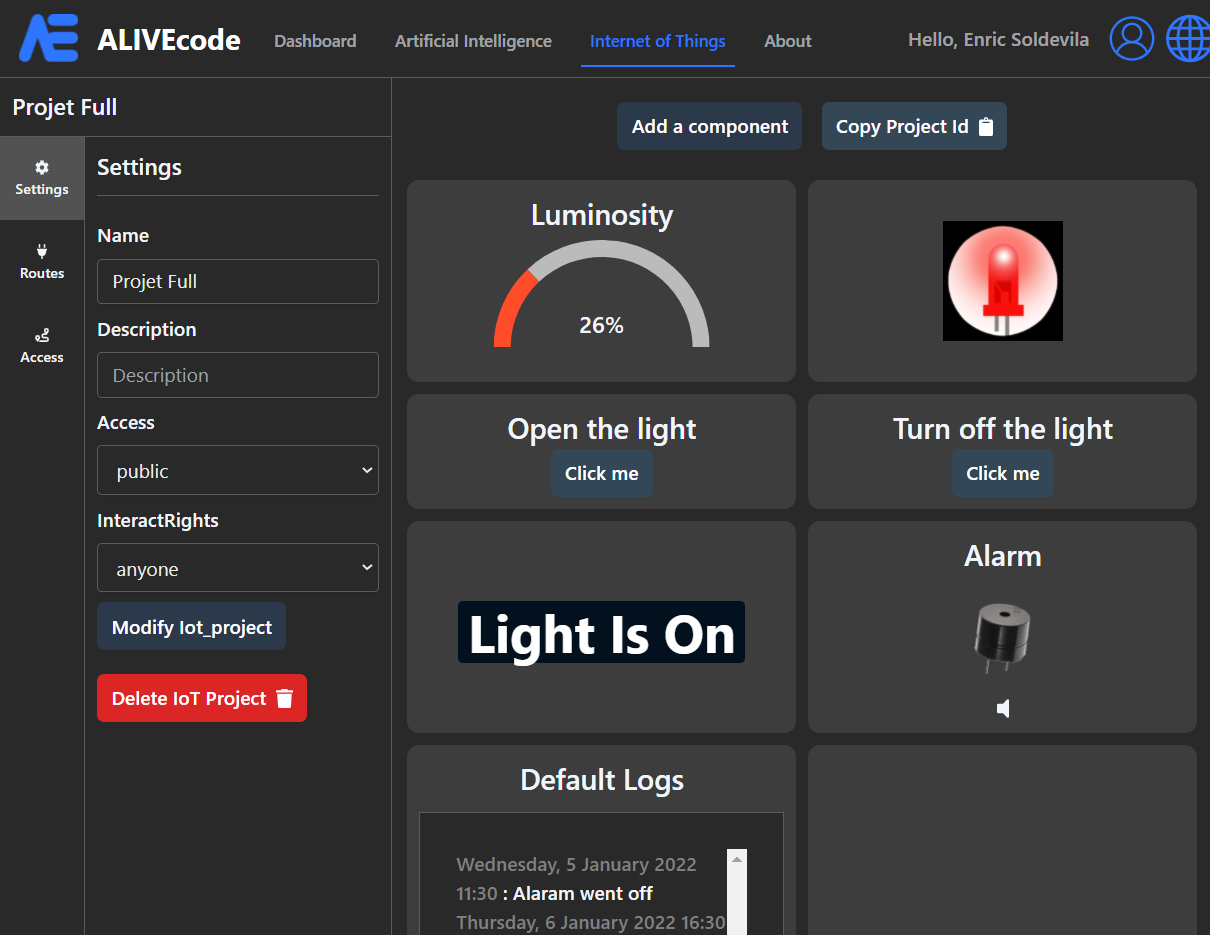 ALIVEcode
Dashboard
Artificial Intelligence
Internet of Things
About
Hello, Enric Soldevila
Projet Full
Settings
Routes
Access
Settings
Name
Projet Full
Description
Description
Access
public
InteractRights
anyone
Modify Iot_project
Delete IoT Project
Add a component
Copy Project Id
Luminosity
26%
Open the light
Click me
Turn off the light
Click me
Light Is On
Alarm
Default Logs
Wednesday, 5 January 2022
11:30 : Alaram went off
Thursday, 6 January 2022 16:30